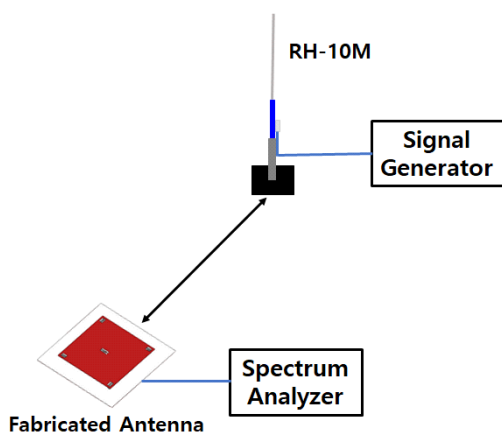 RH-10M
Signal
Generator
Spectrum
Analyzer
Fabricated Antenna